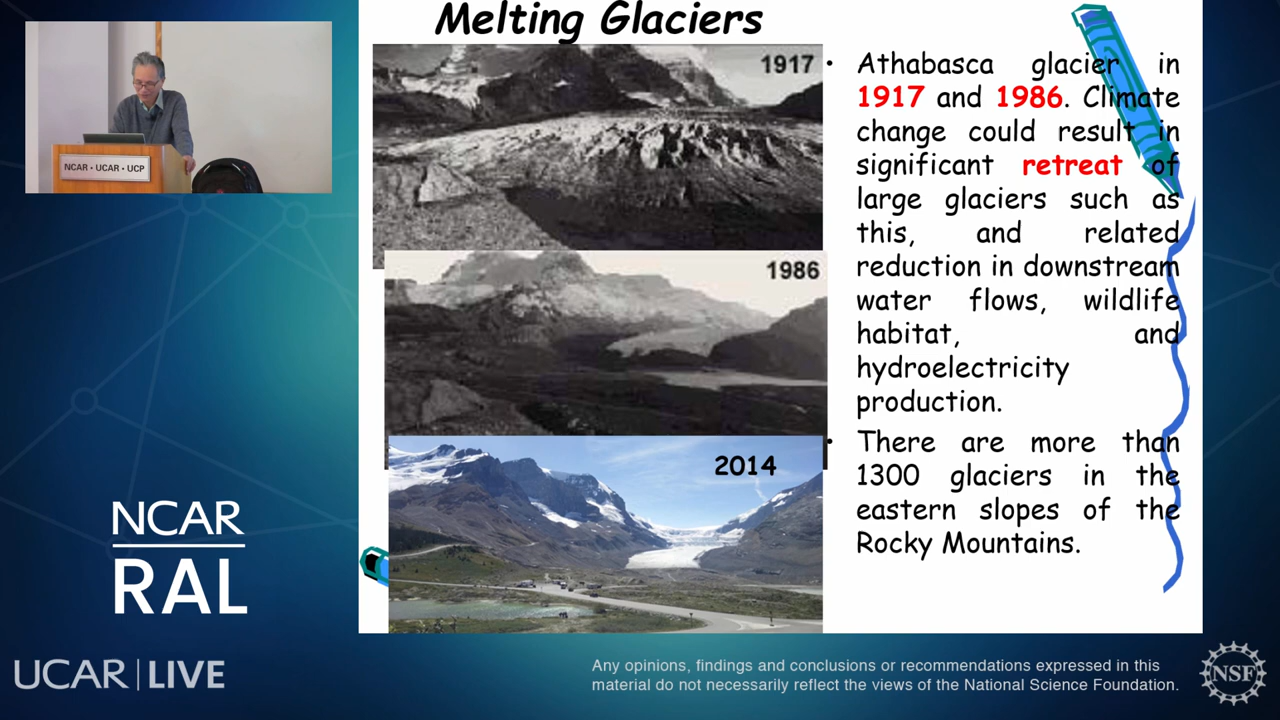 Melting Glaciers
1917
1986
2014
• Athabasca glacier in
1917 and 1986. Climate
change could result in
significant retreat of
large glaciers such as
this, and related
reduction in downstream
water flows, wildlife
habitat, and
hydroelectricity
production.
• There are more than
1300 glaciers in the
eastern slopes of the
Rocky Mountains.
NCAR • UCAR • UCP
NCAR
RAL
UCAR | LIVE
Any opinions, findings and conclusions or recommendations expressed in this
material do not necessarily reflect the views of the National Science Foundation.
NSF